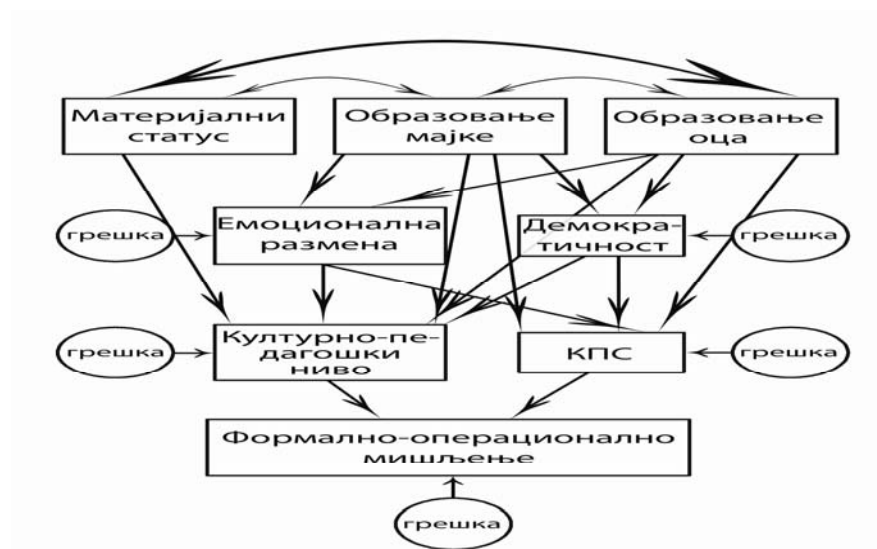 Материјални
статус
Образовање
мајке
Образовање
оца
грешка
Емоционална
размена
Демокра-
тичност
грешка
грешка
Културно-пе-
дагошки
ниво
КПС
грешка
Формално-операционално
мишљење
грешка